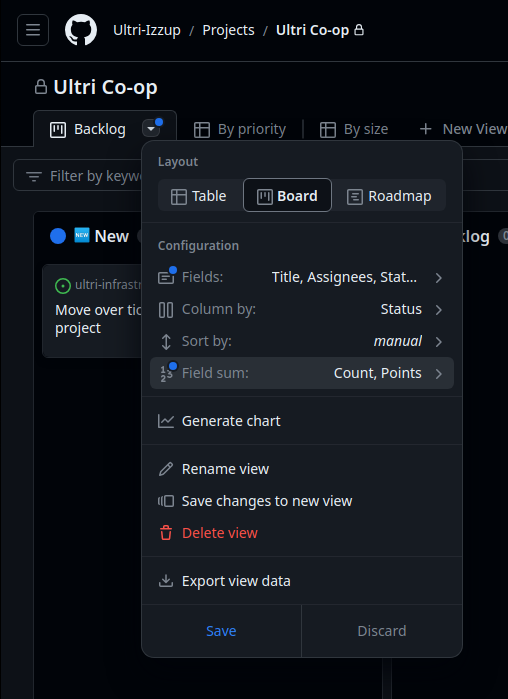 Ultri-Izzup / Projects / Ultri Co-op
Ultri Co-op
Backlog By priority By size + New View
Filter by keyw
Layout
Table Board Roadmap
NEW New
log 0
Configuration
ultri-infrastr
Move over tic
project
Fields: Title, Assignees, Stat...
Column by: Status
Sort by: manual
Field sum: Count, Points
Generate chart
Rename view
Save changes to new view
Delete view
Export view data
Save Discard